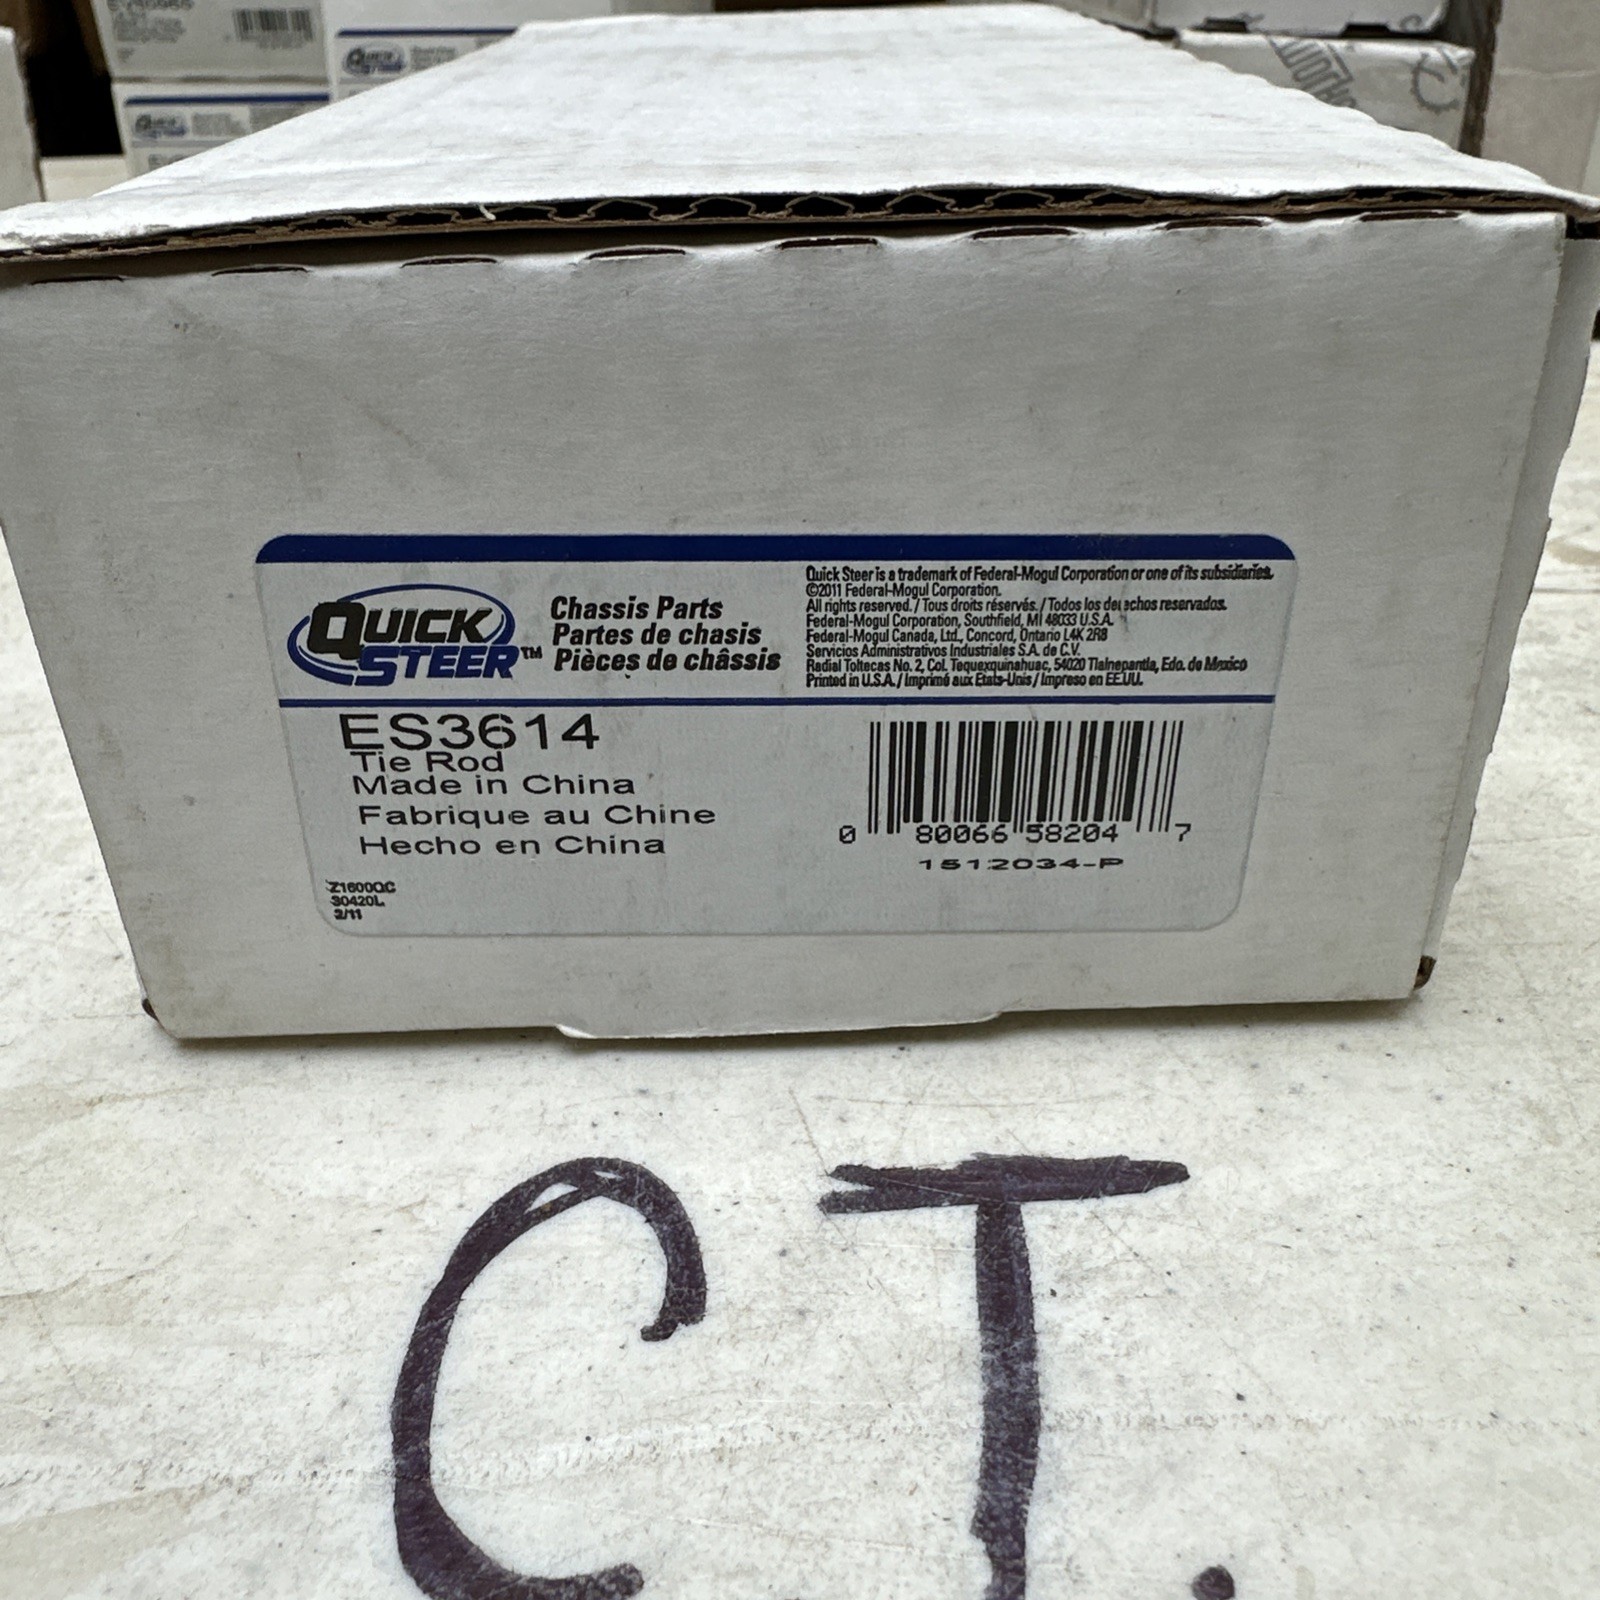 QUICK
STEER™
Chassis Parts
Partes de chasis
Pièces de châssis
Quick Steer is a trademark of Federal-Mogul Corporation or one of its subsidiaries.
©2011 Federal-Mogul Corporation.
All rights reserved. / Tous droits réservés. / Todos los derechos reservados.
Federal-Mogul Corporation, Southfield, MI 48033 U.S.A.
Federal-Mogul Canada, Ltd., Concord, Ontario L4K 2R8
Servicios Administrativos Industriales S.A. de C.V.
Radial Toltecas No. 2, Col. Tequexquinahuac, 54020 Tlalnepantla, Edo. de Mexico
Printed in U.S.A. / Imprimé aux États-Unis / Impreso en EE.UU.
ES3614
Tie Rod
Made in China
Fabrique au Chine
Hecho en China
0 80066 58204 7
1512034-P
Z1600QC
30420L
2/11
QUICK
STEER
QUICK
STEER
C T.